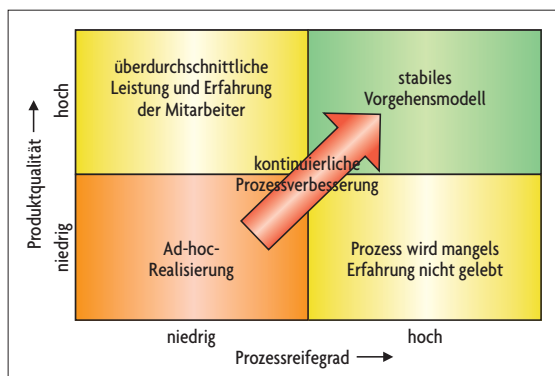 überdurchschnittliche
Leistung und Erfahrung
der Mitarbeiter
stabiles
Vorgehensmodell
kontinuierliche
Prozessverbesserung
Ad-hoc-
Realisierung
Prozess wird mangels
Erfahrung nicht gelebt
Produktqualität
hoch
niedrig
niedrig
hoch
Prozessreifegrad